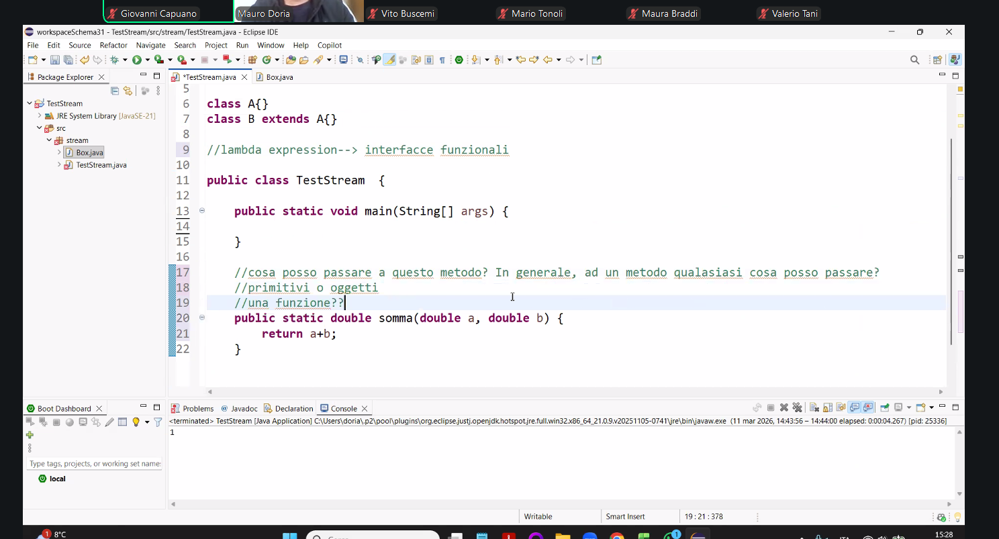 Giovanni Capuano
Mauro Doria
Vito Buscemi
Mario Tonoli
Maura Braddi
Valerio Tani
workspaceSchema31 - TestStream/src/stream/TestStream.java - Eclipse IDE
File Edit Source Refactor Navigate Search Project Run Window Help Copilot
Package Explorer
*TestStream.java
Box.java
TestStream
JRE System Library [JavaSE-21]
src
stream
Box.java
TestStream.java
5
6 class A{}
7 class B extends A{}
8
9 //lambda expression--> interfacce funzionali
10
11 public class TestStream {
12
13 public static void main(String[] args) {
14
15 }
16
17 //cosa posso passare a questo metodo? In generale, ad un metodo qualasiasi cosa posso passare?
18 //primitivi o oggetti
19 //una funzione??
20 public static double somma(double a, double b) {
21 return a+b;
22 }
Boot Dashboard
Type tags, projects, or working set name:
local
Problems @ Javadoc Declaration Console
<terminated> TestStream [Java Application] C:\Users\doria\.p2\pool\plugins\org.eclipse.justj.openjdk.hotspot.jre.full.win32.x86_64_21.0.9.v20251105-0741\jre\bin\javaw.exe (11 mar 2026, 14:43:56 – 14:44:00 elapsed: 0:00:04.267) [pid: 25336]
1
Writable
Smart Insert
19 : 21 : 378
1
8°C
1
15:28